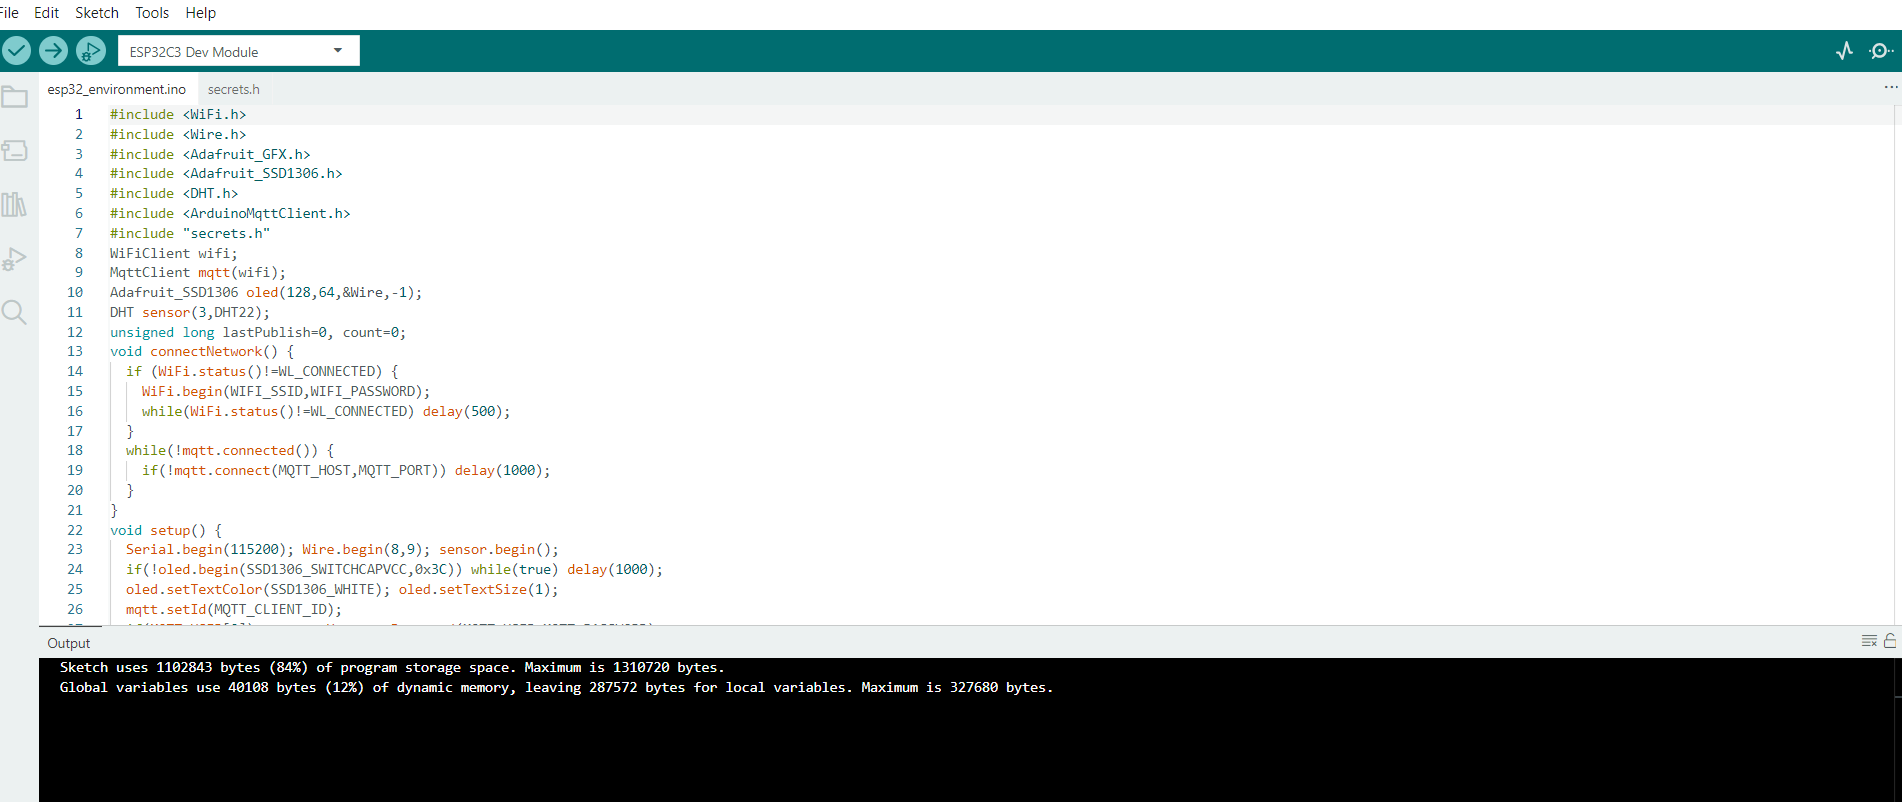 File Edit Sketch Tools Help
ESP32C3 Dev Module
esp32_environment.ino secrets.h
1 #include <WiFi.h>
2 #include <Wire.h>
3 #include <Adafruit_GFX.h>
4 #include <Adafruit_SSD1306.h>
5 #include <DHT.h>
6 #include <ArduinoMqttClient.h>
7 #include "secrets.h"
8 WiFiClient wifi;
9 MqttClient mqtt(wifi);
10 Adafruit_SSD1306 oled(128,64,&Wire,-1);
11 DHT sensor(3,DHT22);
12 unsigned long lastPublish=0, count=0;
13 void connectNetwork() {
14   if (WiFi.status()!=WL_CONNECTED) {
15     WiFi.begin(WIFI_SSID,WIFI_PASSWORD);
16     while(WiFi.status()!=WL_CONNECTED) delay(500);
17   }
18   while(!mqtt.connected()) {
19     if(!mqtt.connect(MQTT_HOST,MQTT_PORT)) delay(1000);
20   }
21 }
22 void setup() {
23   Serial.begin(115200); Wire.begin(8,9); sensor.begin();
24   if(!oled.begin(SSD1306_SWITCHCAPVCC,0x3C)) while(true) delay(1000);
25   oled.setTextColor(SSD1306_WHITE); oled.setTextSize(1);
26   mqtt.setId(MQTT_CLIENT_ID);
Output
Sketch uses 1102843 bytes (84%) of program storage space. Maximum is 1310720 bytes.
Global variables use 40108 bytes (12%) of dynamic memory, leaving 287572 bytes for local variables. Maximum is 327680 bytes.